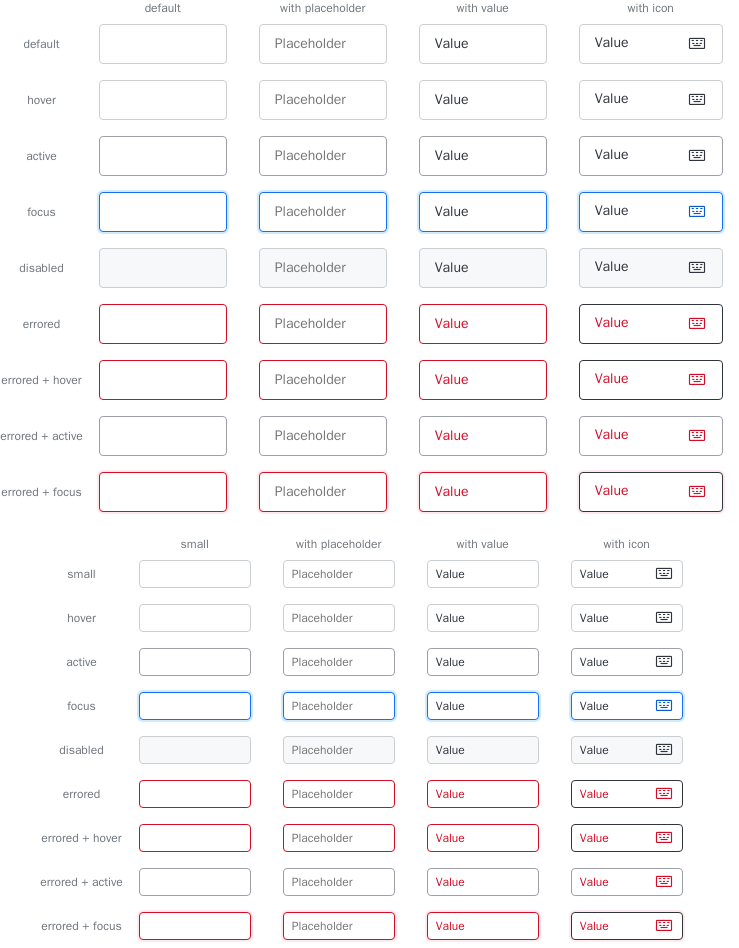 default with placeholder with value with icon
default Placeholder Value Value
hover Placeholder Value Value
active Placeholder Value Value
focus Placeholder Value Value
disabled Placeholder Value Value
errored Placeholder Value Value
errored + hover Placeholder Value Value
errored + active Placeholder Value Value
errored + focus Placeholder Value Value
small with placeholder with value with icon
small Placeholder Value Value
hover Placeholder Value Value
active Placeholder Value Value
focus Placeholder Value Value
disabled Placeholder Value Value
errored Placeholder Value Value
errored + hover Placeholder Value Value
errored + active Placeholder Value Value
errored + focus Placeholder Value Value